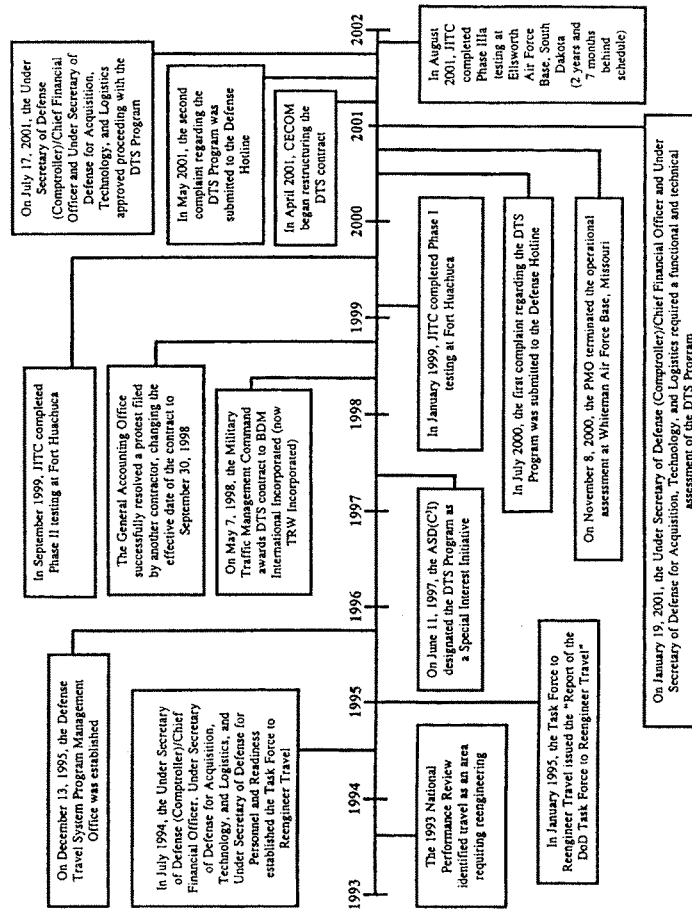 On December 13, 1995, the Defense
Travel System Program Management
Office was established
In July 1994, the Under Secretary
of Defense (Comptroller)/Chief
Financial Officer, Under Secretary
of Defense for Acquisition,
Technology, and Logistics, and
Under Secretary of Defense for
Personnel and Readiness
established the Task Force to
Reengineer Travel
In September 1999, JITC completed
Phase II testing at Fort Huachuca
The General Accounting Office
successfully resolved a protest filed
by another contractor, changing the
effective date of the contract to
September 30, 1998
On May 7, 1998, the Military
Traffic Management Command
awards DTS contract to BDM
International Incorporated (now
TRW Incorporated)
On July 17, 2001, the Under
Secretary of Defense
(Comptroller)/Chief Financial
Officer and Under Secretary of
Defense for Acquisition,
Technology, and Logistics
approved proceeding with the
DTS Program
In May 2001, the second
complaint regarding the
DTS Program was
submitted to the Defense
Hotline
In April 2001, CECOM
began restructuring the
DTS contract
1993 1994 1995 1996 1997 1998 1999 2000 2001 2002
The 1993 National
Performance Review
identified travel as an area
requiring reengineering
In January 1995, the Task Force to
Reengineer Travel issued the "Report of the
DoD Task Force to Reengineer Travel"
On June 11, 1997, the ASD(C³I)
designated the DTS Program as
a Special Interest Initiative
In January 1999, JITC completed Phase I
testing at Fort Huachuca
In July 2000, the first complaint regarding the DTS
Program was submitted to the Defense Hotline
On November 8, 2000, the PMO terminated the operational
assessment at Whiteman Air Force Base, Missouri
On January 19, 2001, the Under Secretary of Defense (Comptroller)/Chief Financial Officer and Under
Secretary of Defense for Acquisition, Technology, and Logistics required a functional and technical
assessment of the DTS Program
In August
2001, JITC
completed
Phase IIIa
testing at
Ellsworth
Air Force
Base, South
Dakota
(2 years and
7 months
behind
schedule)